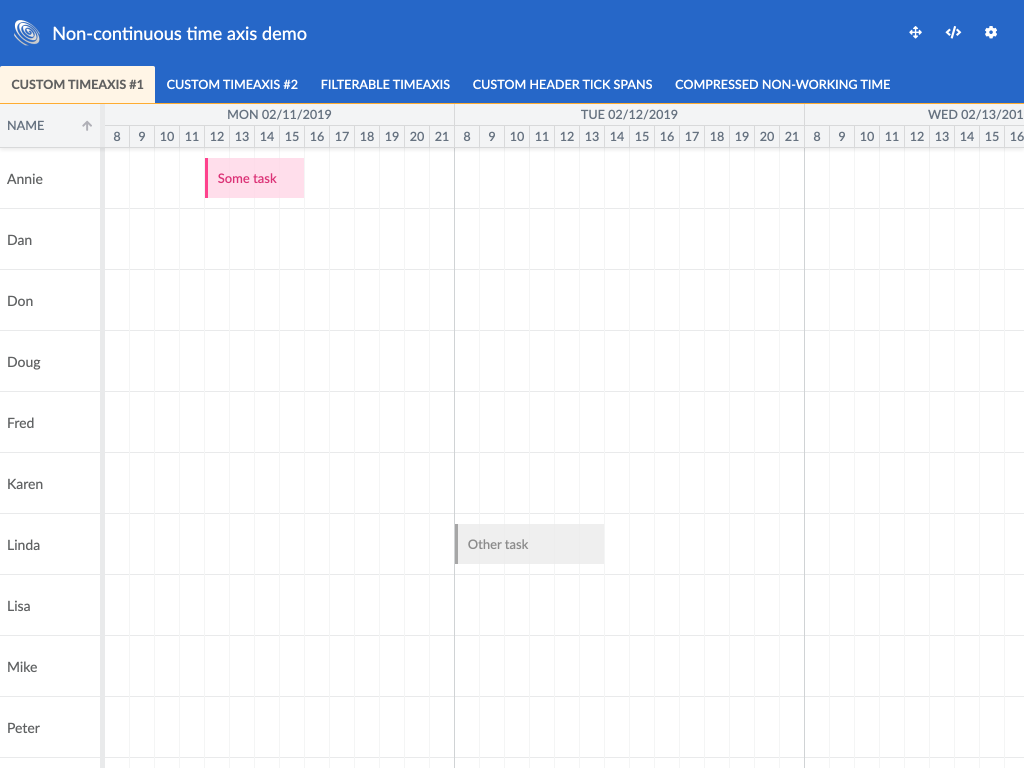 Non-continuous time axis demo
CUSTOM TIMEAXIS #1 CUSTOM TIMEAXIS #2 FILTERABLE TIMEAXIS CUSTOM HEADER TICK SPANS COMPRESSED NON-WORKING TIME
NAME
MON 02/11/2019 TUE 02/12/2019 WED 02/13/201
8 9 10 11 12 13 14 15 16 17 18 19 20 21 8 9 10 11 12 13 14 15 16 17 18 19 20 21 8 9 10 11 12 13 14 15 16
Annie Some task
Dan
Don
Doug
Fred
Karen
Linda Other task
Lisa
Mike
Peter